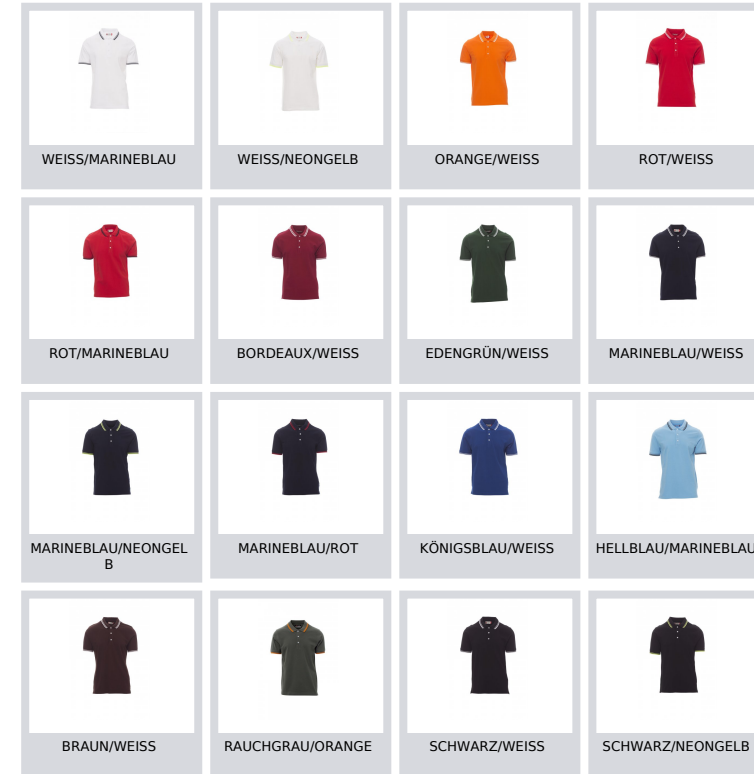 WEISS/MARINEBLAU
WEISS/NEONGELB
ORANGE/WEISS
ROT/WEISS
ROT/MARINEBLAU
BORDEAUX/WEISS
EDENGRÜN/WEISS
MARINEBLAU/WEISS
MARINEBLAU/NEONGEL
B
MARINEBLAU/ROT
KÖNIGSBLAU/WEISS
HELLBLAU/MARINEBLAU
BRAUN/WEISS
RAUCHGRAU/ORANGE
SCHWARZ/WEISS
SCHWARZ/NEONGELB